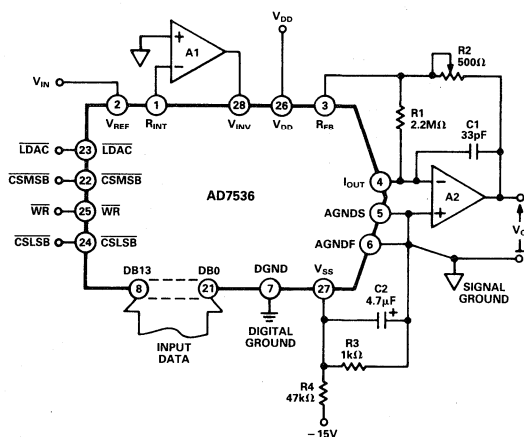 V_DD
A1
+
−
R2
500Ω
V_IN
2
1
28
26
3
V_REF
R_INT
V_INV
V_DD
R_FB
R1
2.2MΩ
C1
33pF
LDAC
23
LDAC
CSMSB
22
CSMSB
WR
25
WR
CSLSB
24
CSLSB
AD7536
I_OUT
4
−
A2
AGNDS
5
+
AGNDF
6
V_O
SIGNAL
GROUND
DB13
DB0
DGND
V_SS
8
21
7
27
DIGITAL
GROUND
INPUT
DATA
C2
4.7µF
+
R3
1kΩ
R4
47kΩ
−15V